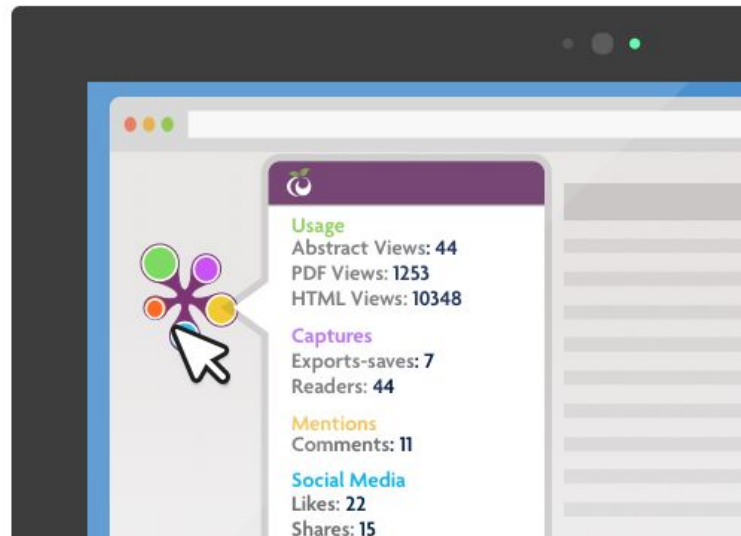 Usage
Abstract Views: 44
PDF Views: 1253
HTML Views: 10348
Captures
Exports-saves: 7
Readers: 44
Mentions
Comments: 11
Social Media
Likes: 22
Shares: 15